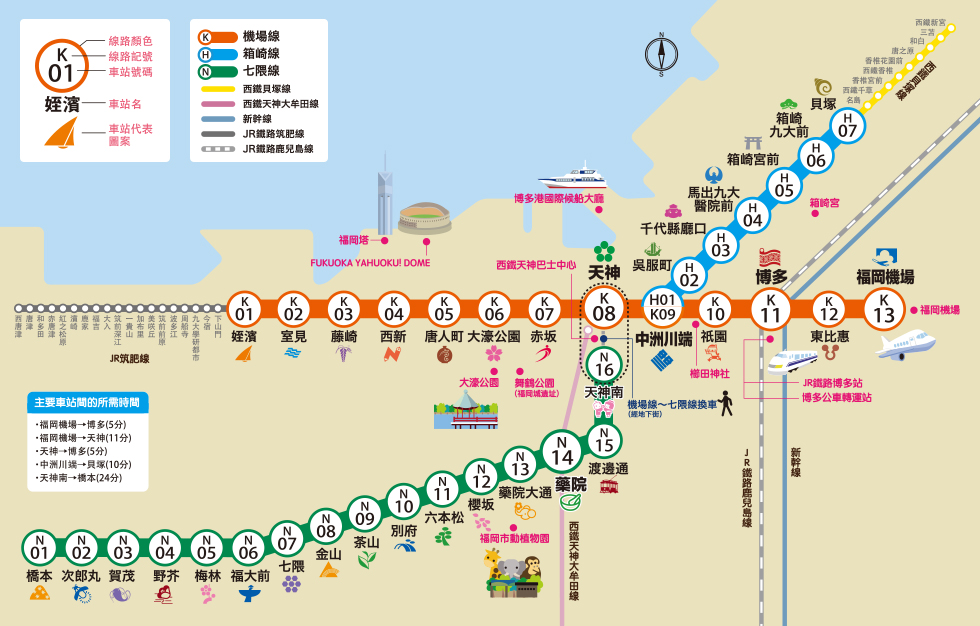 K
01
姪濱
線路顏色
線路記號
車站號碼
車站名
車站代表
圖案
K 機場線
H 箱崎線
N 七隈線
西鐵貝塚線
西鐵天神大牟田線
新幹線
JR鐵路筑肥線
JR鐵路鹿兒島線
N
S
西鐵新宮
三苫
和白
唐之原
香椎花園前
西鐵香椎
香椎宮前
西鐵千早
名島
西鐵貝塚線
貝塚
H
07
箱崎
九大前
H
06
箱崎宮前
H
05
馬出九大
醫院前
H
04
箱崎宮
千代縣廳口
H
03
吳服町
H
02
博多港國際候船大廳
福岡塔
FUKUOKA YAHUOKU! DOME
西鐵天神巴士中心
天神
博多
福岡機場
西唐津
唐津
和多田
東唐津
虹之松原
濱崎
鹿家
福吉
大入
筑前深江
一貴山
加布里
美咲丘
筑前前原
波多江
周船寺
九大學研都市
今宿
下山門
JR筑肥線
K
01
姪濱
K
02
室見
K
03
藤崎
K
04
西新
K
05
唐人町
K
06
大濠公園
K
07
赤坂
K
08
H01
K09
中洲川端
K
10
祇園
K
11
K
12
東比惠
K
13
福岡機場
大濠公園
舞鶴公園
(福岡城遺址)
櫛田神社
JR鐵路博多站
博多公車轉運站
N
16
天神南
機場線～七隈線換車
(經地下街)
主要車站間的所需時間
・福岡機場→博多(5分)
・福岡機場→天神(11分)
・天神→博多(5分)
・中洲川端→貝塚(10分)
・天神南→橋本(24分)
N
15
渡邊通
N
14
藥院
N
13
藥院大通
N
12
櫻坂
N
11
六本松
N
10
別府
N
09
茶山
N
08
金山
N
07
七隈
N
06
福大前
N
05
梅林
N
04
野芥
N
03
賀茂
N
02
次郎丸
N
01
橋本
福岡市動植物園
西鐵天神大牟田線
JR鐵路鹿兒島線
新幹線